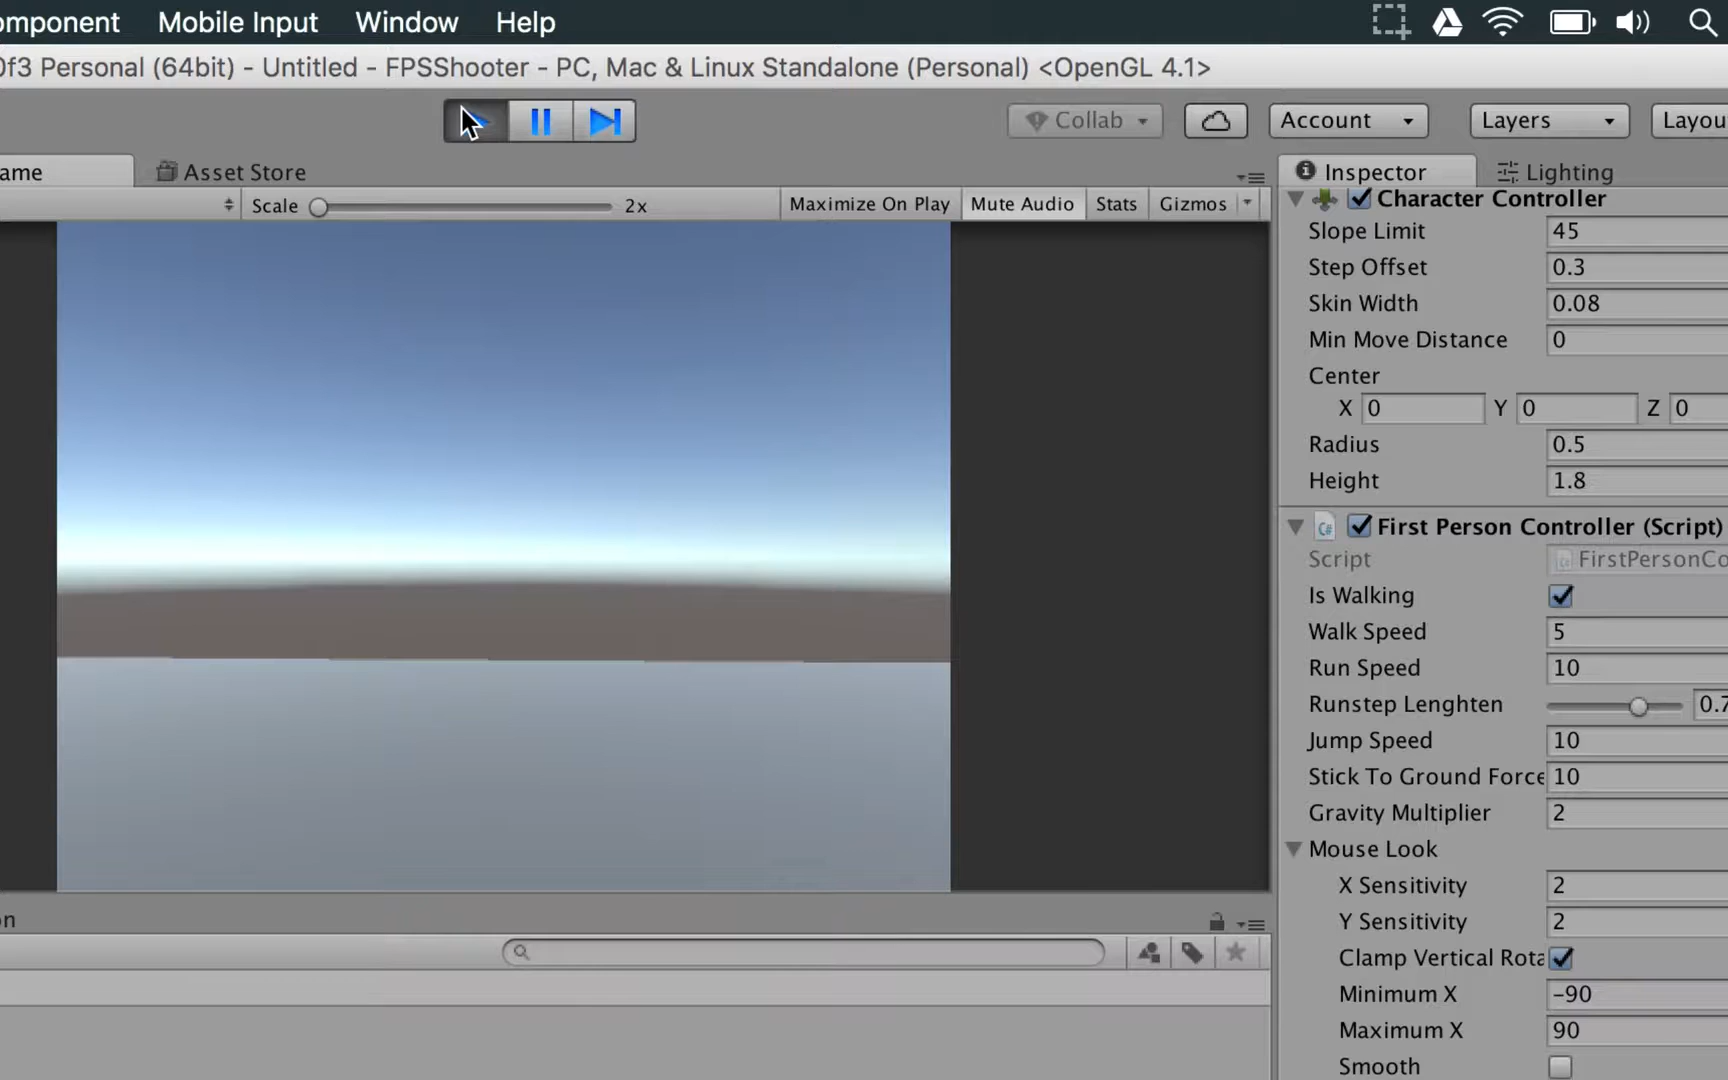 omponent Mobile Input Window Help
0f3 Personal (64bit) - Untitled - FPSShooter - PC, Mac & Linux Standalone (Personal) <OpenGL 4.1>
Collab Account Layers Layou
ame Asset Store Inspector Lighting
Scale 2x Maximize On Play Mute Audio Stats Gizmos
Character Controller
Slope Limit 45
Step Offset 0.3
Skin Width 0.08
Min Move Distance 0
Center
X 0 Y 0 Z 0
Radius 0.5
Height 1.8
C# First Person Controller (Script)
Script FirstPersonCo
Is Walking
Walk Speed 5
Run Speed 10
Runstep Lenghten 0.7
Jump Speed 10
Stick To Ground Force 10
Gravity Multiplier 2
Mouse Look
X Sensitivity 2
on
Y Sensitivity 2
Clamp Vertical Rota
Minimum X -90
Maximum X 90
Smooth